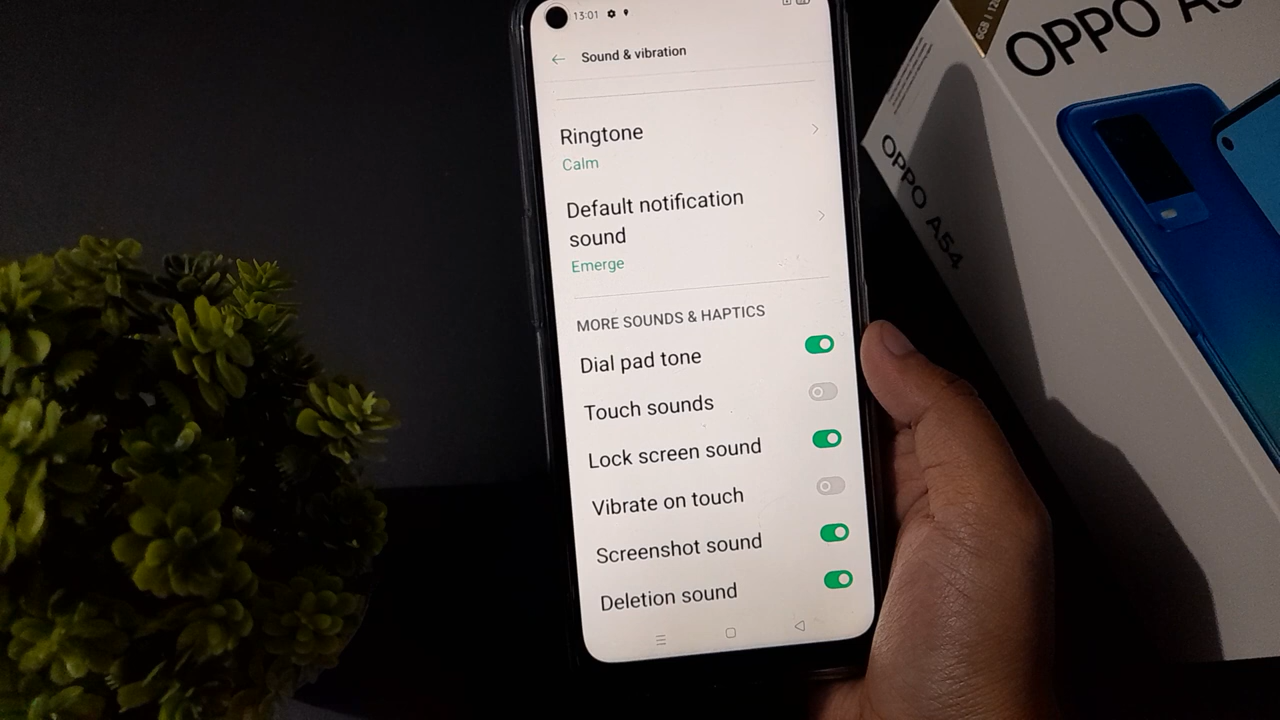 13:01
Sound & vibration
Ringtone
Calm
Default notification
sound
Emerge
MORE SOUNDS & HAPTICS
Dial pad tone
Touch sounds
Lock screen sound
Vibrate on touch
Screenshot sound
Deletion sound
OPPO
OPPO A54